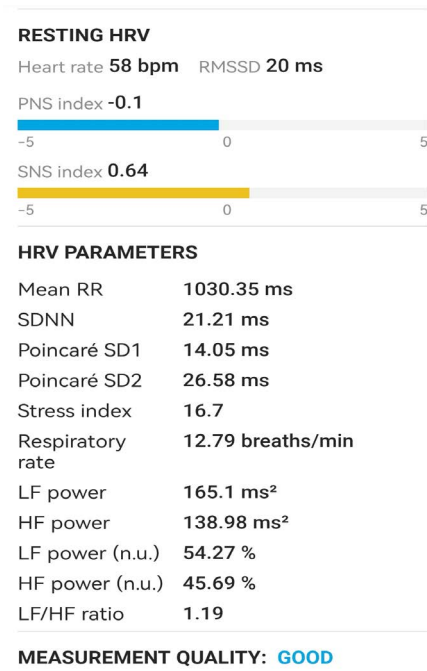 RESTING HRV
Heart rate 58 bpm RMSSD 20 ms
PNS index -0.1
-5 0 5
SNS index 0.64
-5 0 5
HRV PARAMETERS
Mean RR 1030.35 ms
SDNN 21.21 ms
Poincaré SD1 14.05 ms
Poincaré SD2 26.58 ms
Stress index 16.7
Respiratory 12.79 breaths/min
rate
LF power 165.1 ms²
HF power 138.98 ms²
LF power (n.u.) 54.27 %
HF power (n.u.) 45.69 %
LF/HF ratio 1.19
MEASUREMENT QUALITY: GOOD